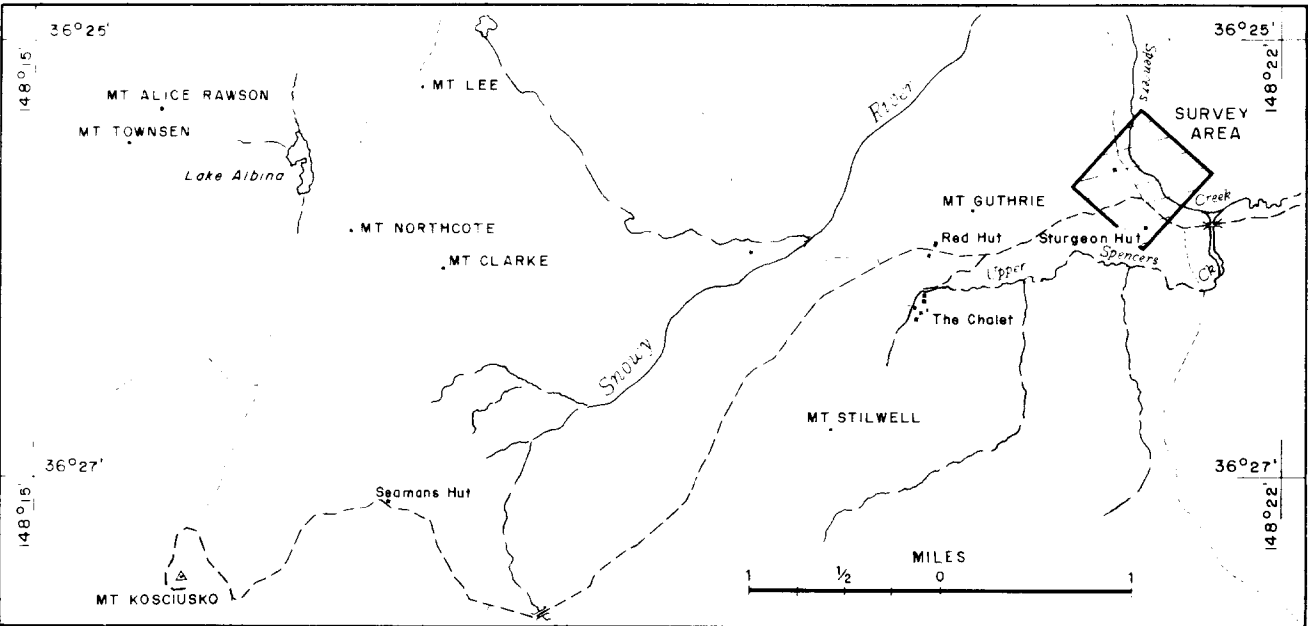 36°25'
36°25'
148°15'
148°22'
MT ALICE RAWSON
MT LEE
MT TOWNSEN
Lake Albina
River
Spencers
SURVEY
AREA
MT GUTHRIE
Creek
MT NORTHCOTE
Red Hut
Sturgeon Hut
MT CLARKE
Upper
Spencers
Ck
The Chalet
Snowy
MT STILWELL
36°27'
36°27'
148°15'
148°22'
Seamans Hut
MILES
1 ½ 0 1
MT KOSCIUSKO